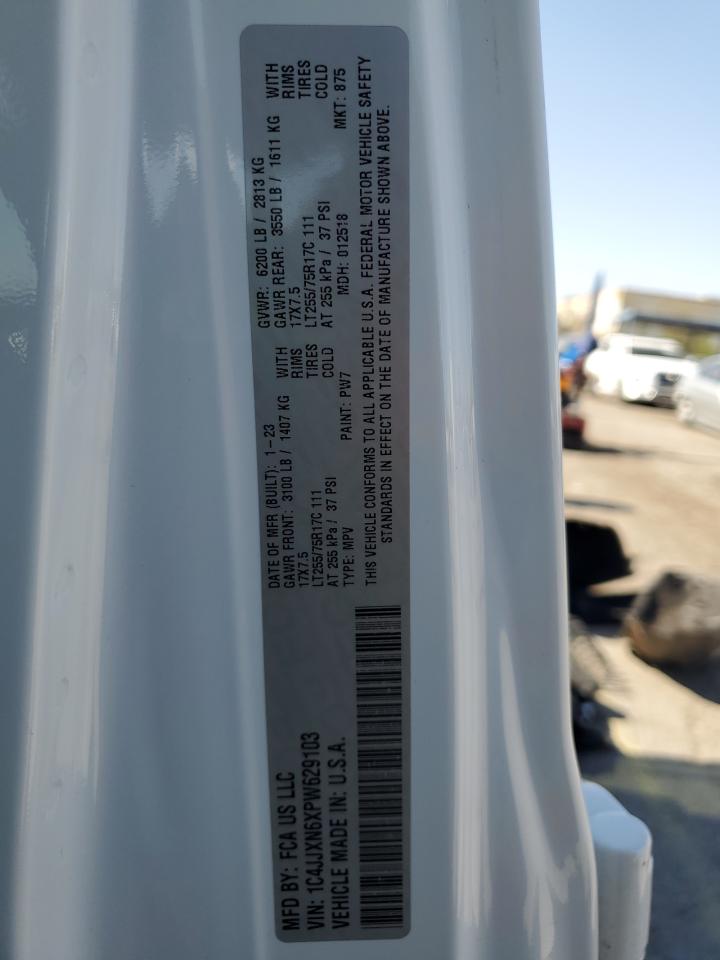 MFD BY: FCA US LLC
VIN: 1C4JJXN6XPW629103
VEHICLE MADE IN: U.S.A.
DATE OF MFR (BUILT): 1-23
GAWR FRONT: 3100 LB / 1407 KG WITH
17X7.5 RIMS
LT255/75R17C 111 TIRES
AT 255 kPa / 37 PSI COLD
TYPE: MPV PAINT: PW7
GVWR: 6200 LB / 2813 KG
GAWR REAR: 3550 LB / 1611 KG WITH
17X7.5 RIMS
LT255/75R17C 111 TIRES
AT 255 kPa / 37 PSI COLD
MDH: 012518 MKT: 875
THIS VEHICLE CONFORMS TO ALL APPLICABLE U.S.A. FEDERAL MOTOR VEHICLE SAFETY
STANDARDS IN EFFECT ON THE DATE OF MANUFACTURE SHOWN ABOVE.